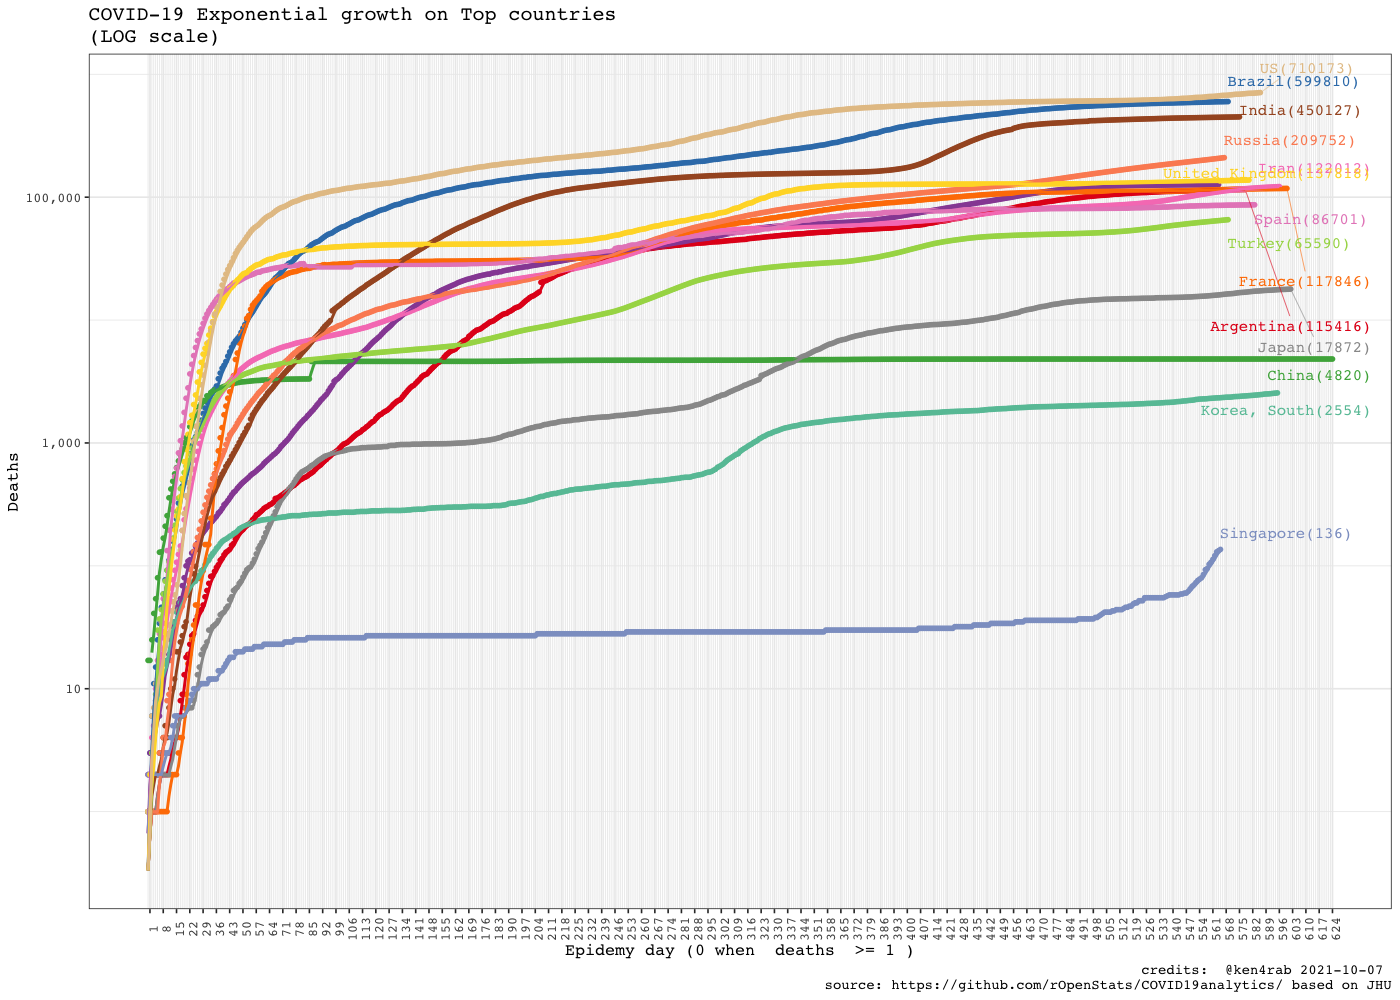 COVID-19 Exponential growth on Top countries
(LOG scale)
US(710173)
Brazil(599810)
India(450127)
Russia(209752)
Iran(122012)
United Kingdom
Spain(86701)
Turkey(65590)
France(117846)
Argentina(115416)
Japan(17872)
China(4820)
Korea, South(2554)
Singapore(136)
Deaths
100,000
1,000
10
1 8 15 22 29 36 43 50 57 64 71 78 85 92 99 106 113 120 127 134 141 148 155 162 169 176 183 190 197 204 211 218 225 232 239 246 253 260 267 274 281 288 295 302 309 316 323 330 337 344 351 358 365 372 379 386 393 400 407 414 421 428 435 442 449 456 463 470 477 484 491 498 505 512 519 526 533 540 547 554 561 568 575 582 589 596 603 610 617 624
Epidemy day (0 when deaths >= 1 )
credits: @ken4rab 2021-10-07
source: https://github.com/rOpenStats/COVID19analytics/ based on JHU